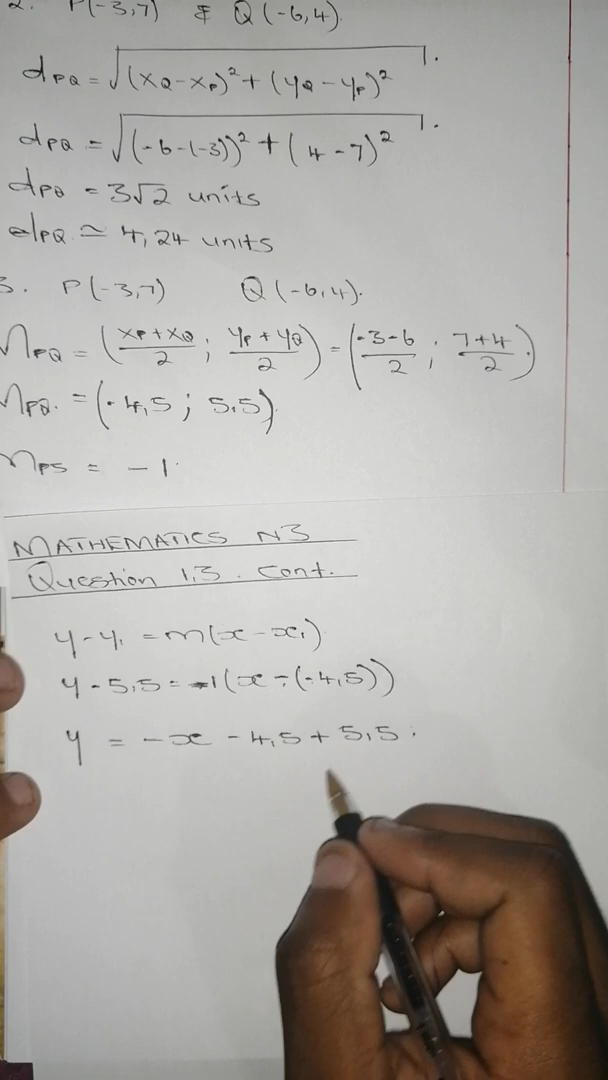 2. P(-3,7) & Q(-6,4).
dPQ = √(xQ-xP)² + (yQ-yP)²
dPQ = √(-6-(-3))² + (4-7)²
dPQ = 3√2 units
dPQ ≃ 4,24 units
3. P(-3,7) Q(-6,4).
MPQ = (xP+xQ/2 ; yP+yQ/2) = (-3-6/2 ; 7+4/2).
MPQ. = (-4,5 ; 5,5)
mPS = -1.
MATHEMATICS N3
Question 1.3. cont.
y-y₁ = m(x-x₁)
y-5,5 = -1(x-(-4,5))
y = -x - 4,5 + 5,5.